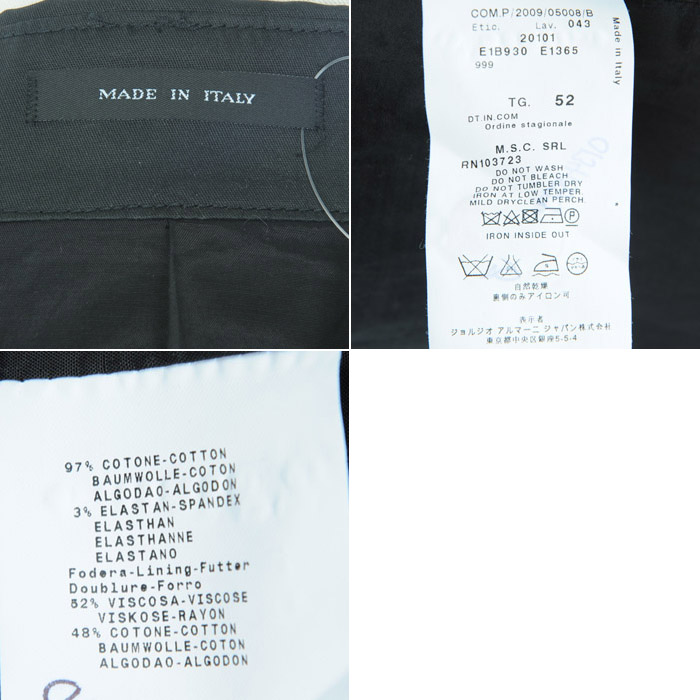 MADE IN ITALY
COM.P/2009/05008/B
Etic. Lav. 043
20101
E1B930 E1365
999
Made in Italy
TG. 52
DT.IN.COM
Ordine stagionale
M.S.C. SRL
RN103723
DO NOT WASH
DO NOT BLEACH
DO NOT TUMBLER DRY
IRON AT LOW TEMPER.
MILD DRYCLEAN PERCH.
IRON INSIDE OUT
自然乾燥
裏側のみアイロン可
表示者
ジョルジオ アルマーニ ジャパン株式会社
東京都中央区銀座5-5-4
97% COTONE-COTTON
BAUMWOLLE-COTON
ALGODAO-ALGODON
3% ELASTAN-SPANDEX
ELASTHAN
ELASTHANNE
ELASTANO
Fodera-Lining-Futter
Doublure-Forro
52% VISCOSA-VISCOSE
VISKOSE-RAYON
48% COTONE-COTTON
BAUMWOLLE-COTON
ALGODAO-ALGODON